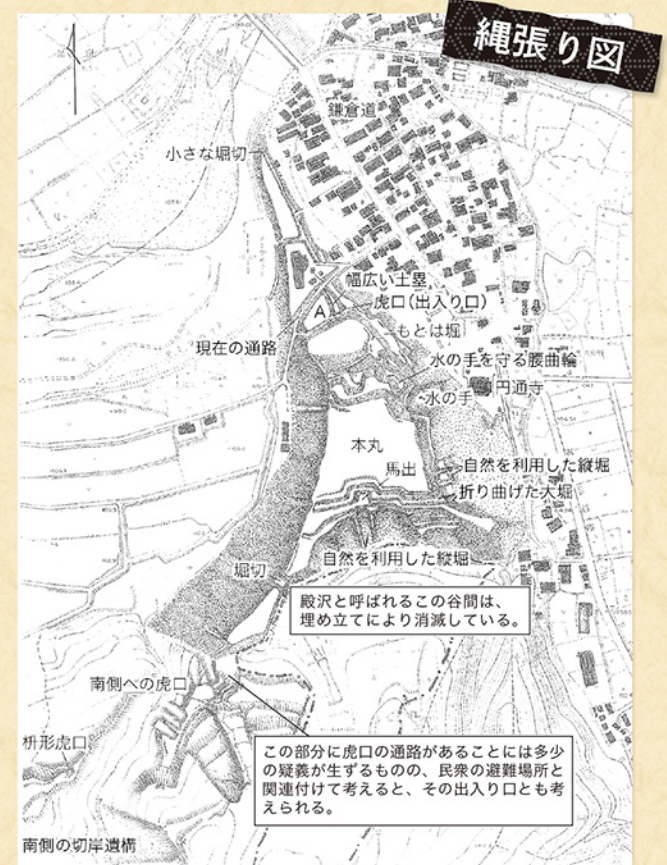 縄張り図
鎌倉道
小さな堀切
幅広い土塁
虎口(出入り口)
A
もとは堀
現在の通路
水の手を守る腰曲輪
円通寺
水の手
本丸
自然を利用した縦堀
馬出
折り曲げた大堀
自然を利用した縦堀
堀切
殿沢と呼ばれるこの谷間は、
埋め立てにより消滅している。
南側への虎口
枡形虎口
この部分に虎口の通路があることには多少
の疑義が生ずるものの、民衆の避難場所と
関連付けて考えると、その出入り口とも考
えられる。
南側の切岸遺構